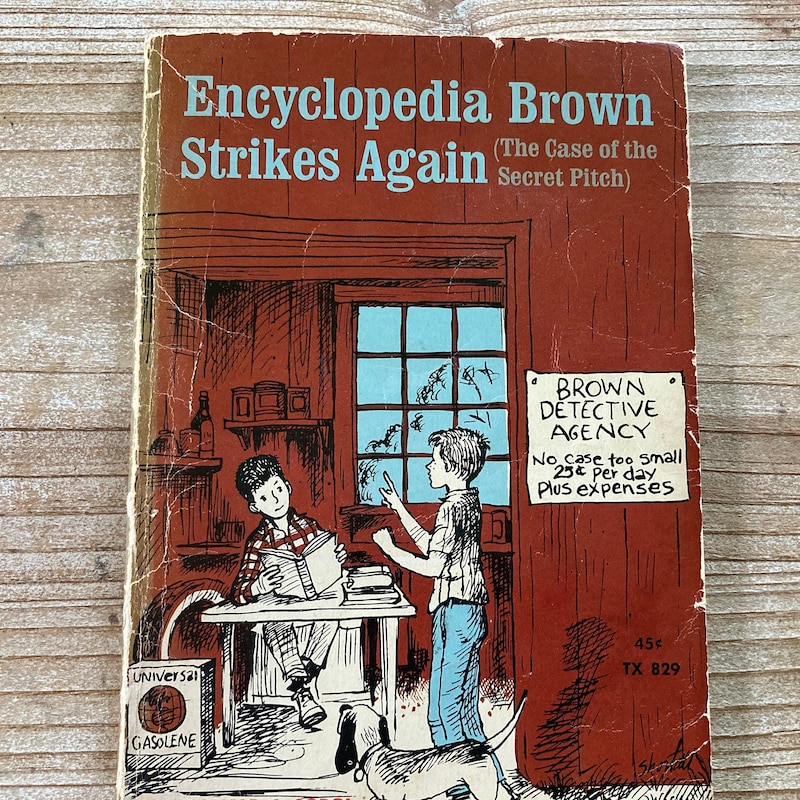 Encyclopedia Brown
Strikes Again
(The Case of the
Secret Pitch)
BROWN
DETECTIVE
AGENCY
No case too small
25¢ per day
Plus expenses
45¢
TX 829
UNIVERSAL
GASOLENE